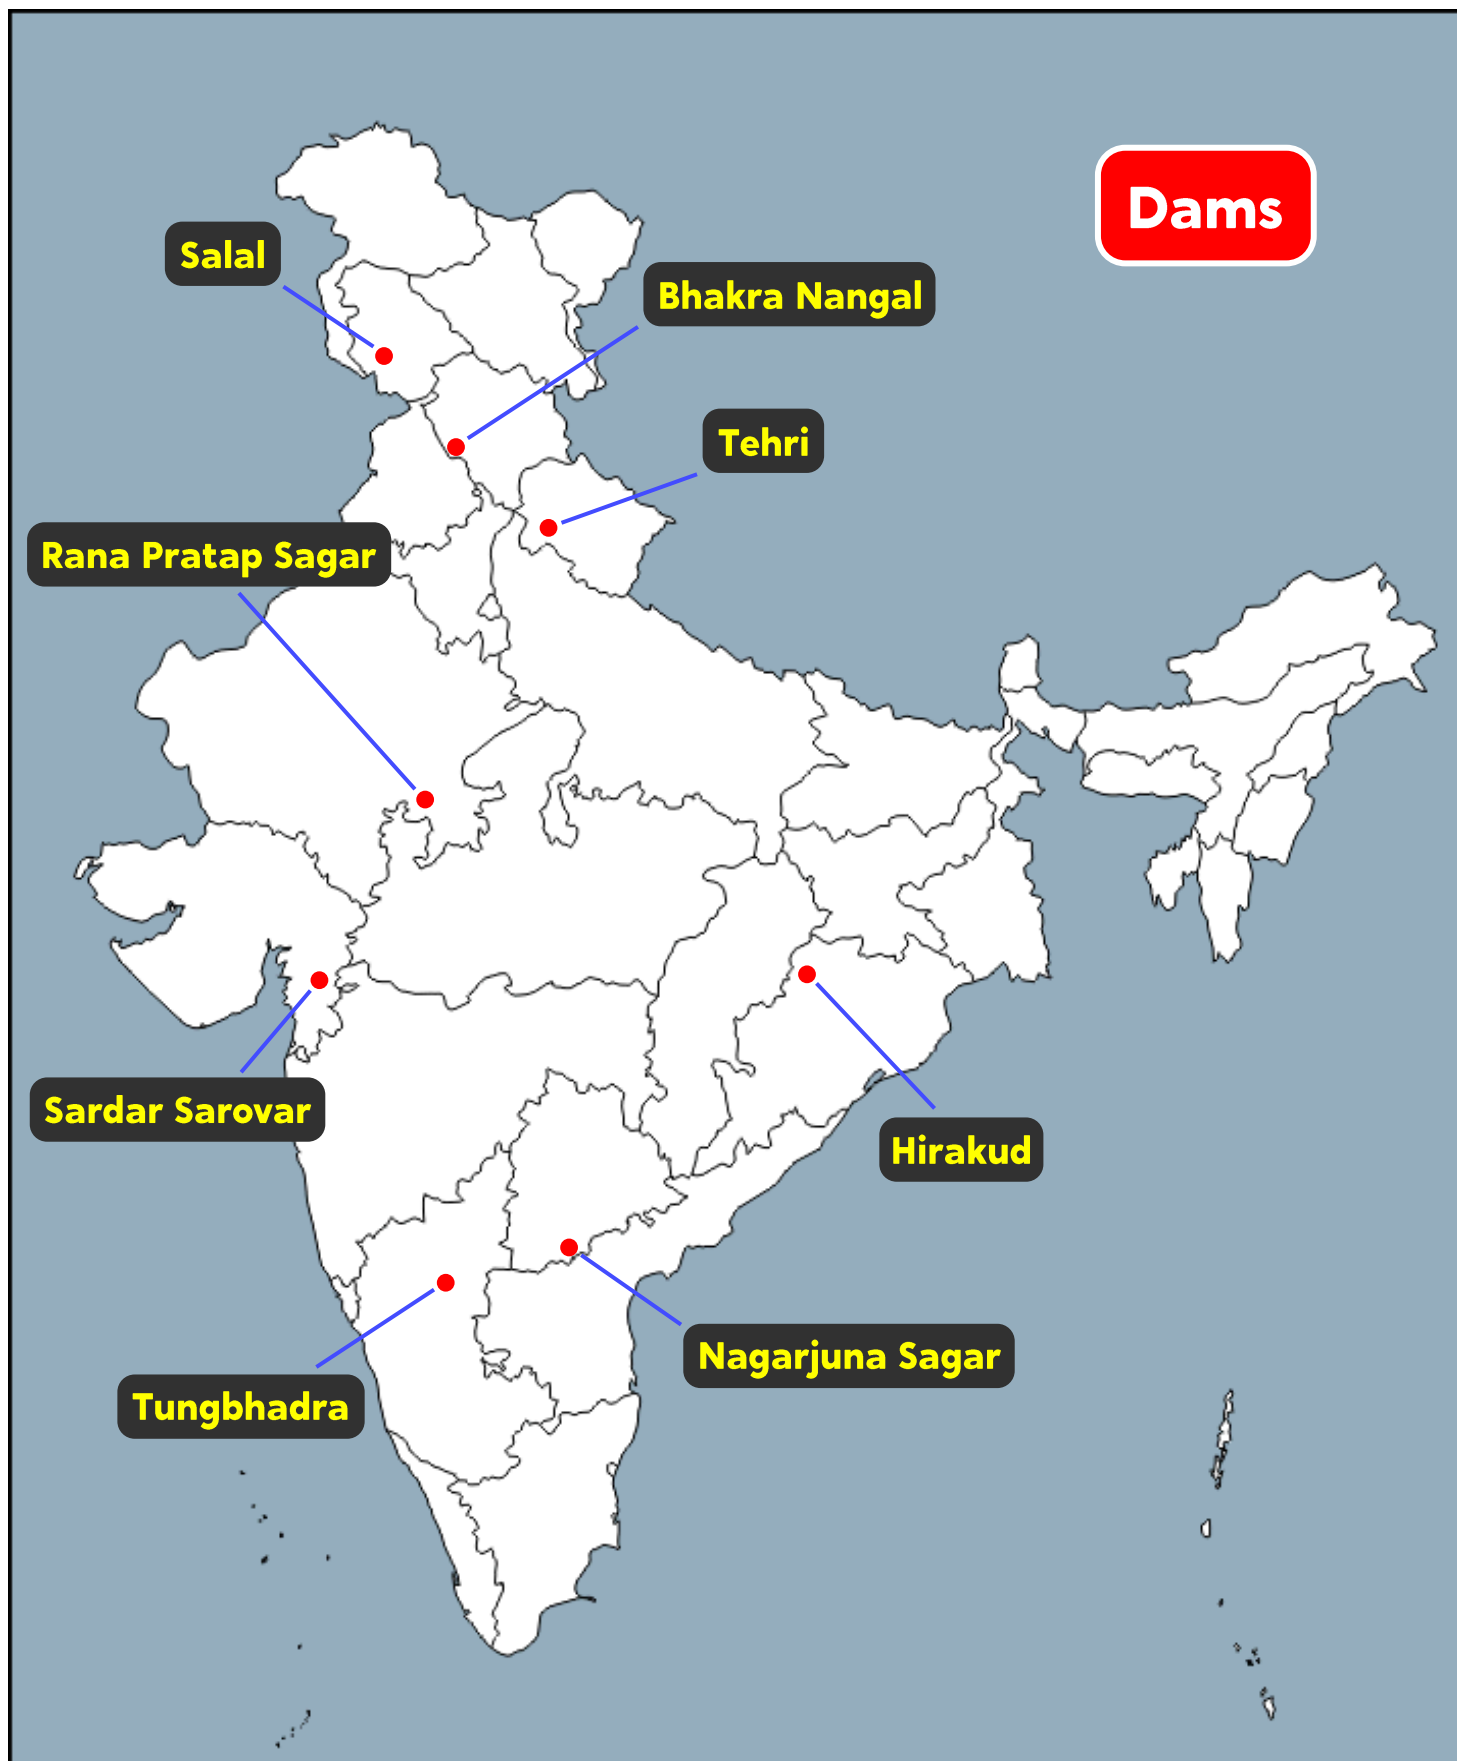 Dams
Salal
Bhakra Nangal
Tehri
Rana Pratap Sagar
Sardar Sarovar
Hirakud
Nagarjuna Sagar
Tungbhadra